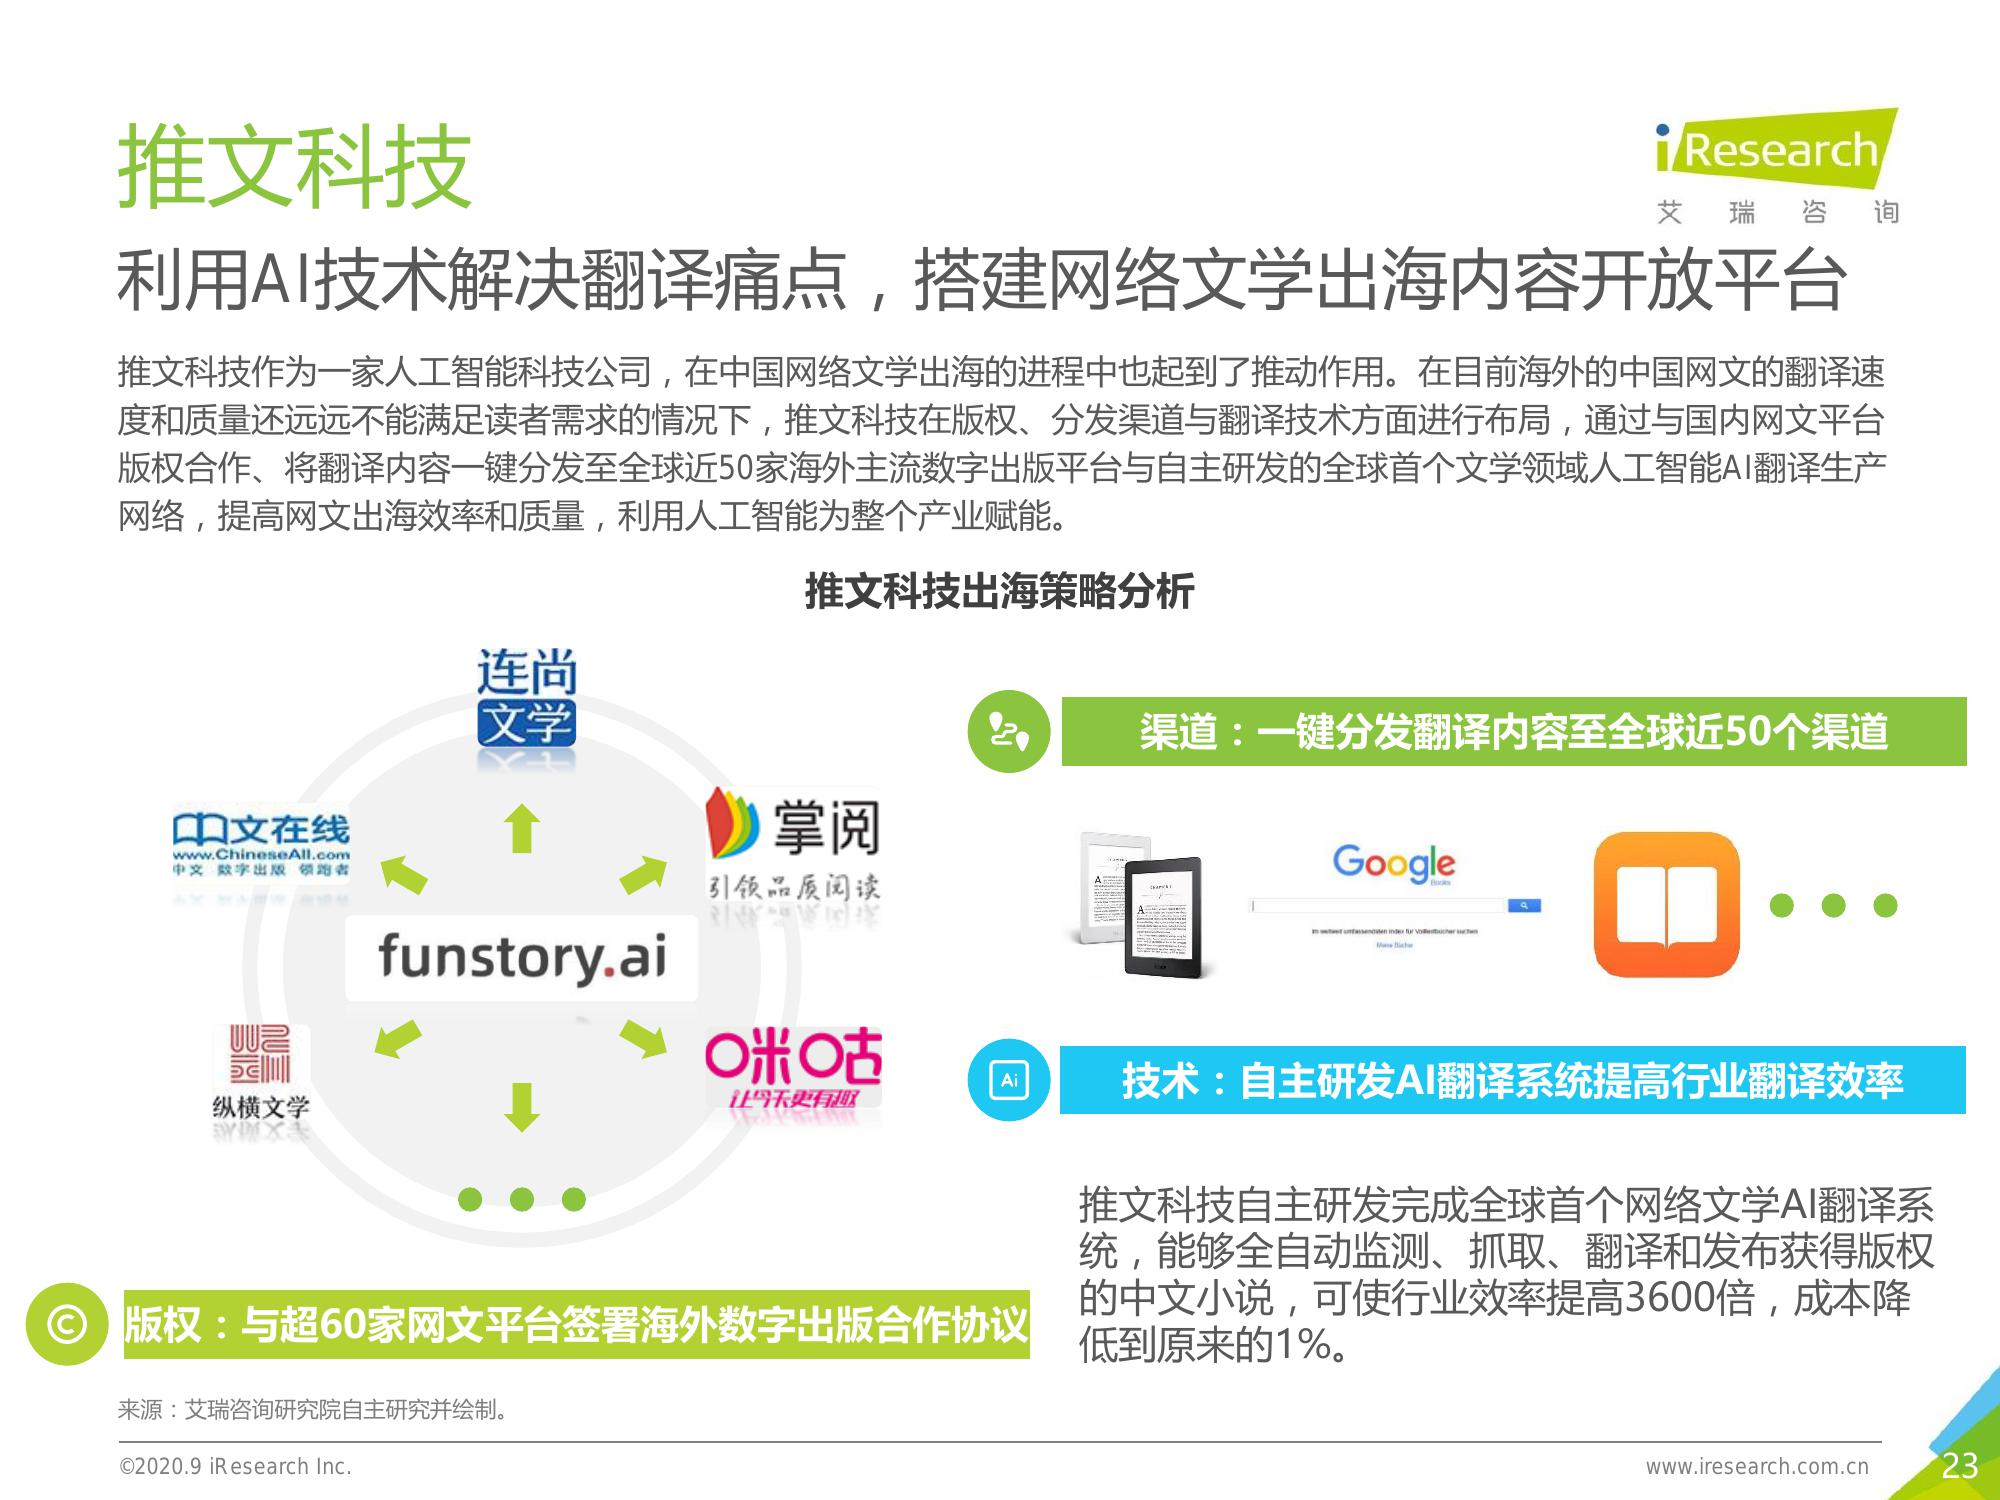 推文科技
iResearch
艾 瑞 咨 询
利用AI技术解决翻译痛点，搭建网络文学出海内容开放平台
推文科技作为一家人工智能科技公司，在中国网络文学出海的进程中也起到了推动作用。在目前海外的中国网文的翻译速
度和质量还远远不能满足读者需求的情况下，推文科技在版权、分发渠道与翻译技术方面进行布局，通过与国内网文平台
版权合作、将翻译内容一键分发至全球近50家海外主流数字出版平台与自主研发的全球首个文学领域人工智能AI翻译生产
网络，提高网文出海效率和质量，利用人工智能为整个产业赋能。
推文科技出海策略分析
连尚
文学
中文在线
www.ChineseAll.com
中文 数字出版 领跑者
掌阅
引领品质阅读
funstory.ai
纵横文学
咪咕
让今天更有趣
版权：与超60家网文平台签署海外数字出版合作协议
渠道：一键分发翻译内容至全球近50个渠道
Google
Books
Im weltweit umfassendsten Index für Volltextbücher suchen
Meine Bücher
Ai
技术：自主研发AI翻译系统提高行业翻译效率
推文科技自主研发完成全球首个网络文学AI翻译系
统，能够全自动监测、抓取、翻译和发布获得版权
的中文小说，可使行业效率提高3600倍，成本降
低到原来的1%。
来源：艾瑞咨询研究院自主研究并绘制。
©2020.9 iResearch Inc.
www.iresearch.com.cn
23